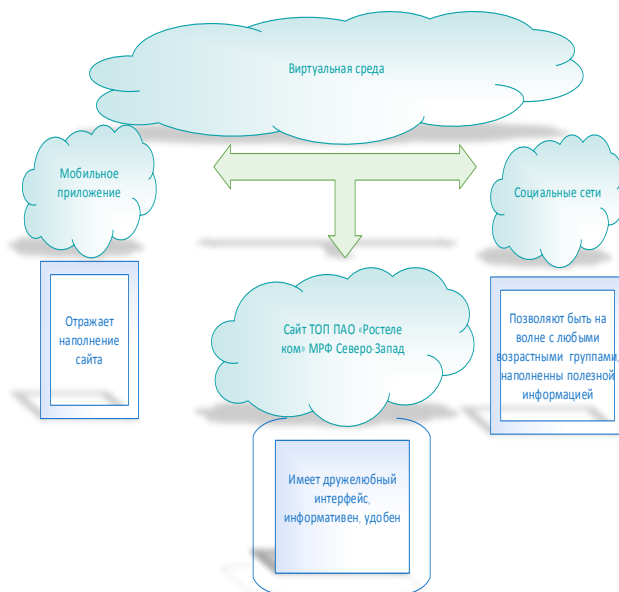 Виртуальная среда
Мобильное
приложение
Социальные сети
Отражает
наполнение
сайта
Сайт ТОП ПАО «Ростеле
ком» МРФ Северо-Запад
Позволяют быть на
волне с любыми
возрастными группами,
наполненны полезной
информацией
Имеет дружелюбный
интерфейс,
информативен, удобен